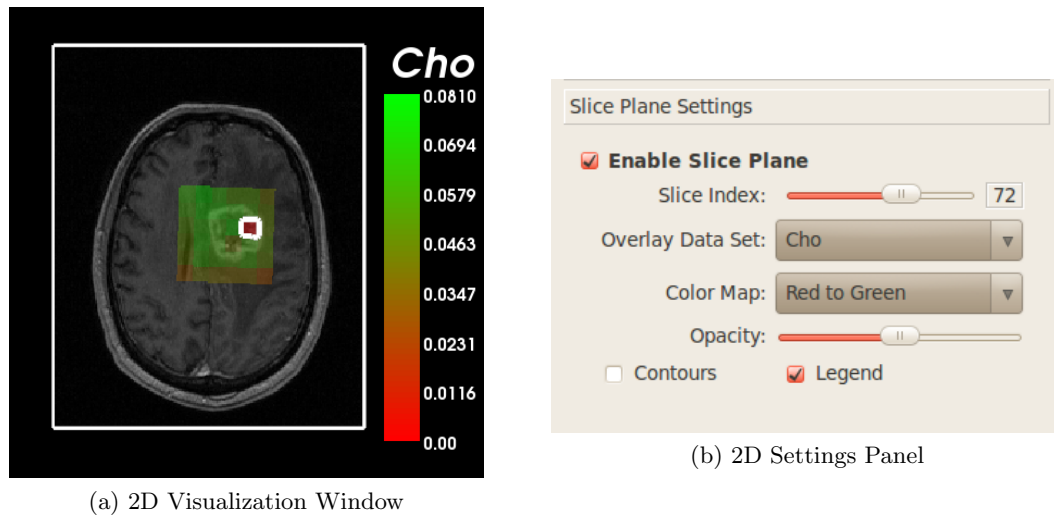 Cho
0.0810
0.0694
0.0579
0.0463
0.0347
0.0231
0.0116
0.00
(a) 2D Visualization Window
Slice Plane Settings
Enable Slice Plane
Slice Index: 72
Overlay Data Set: Cho
Color Map: Red to Green
Opacity:
Contours Legend
(b) 2D Settings Panel